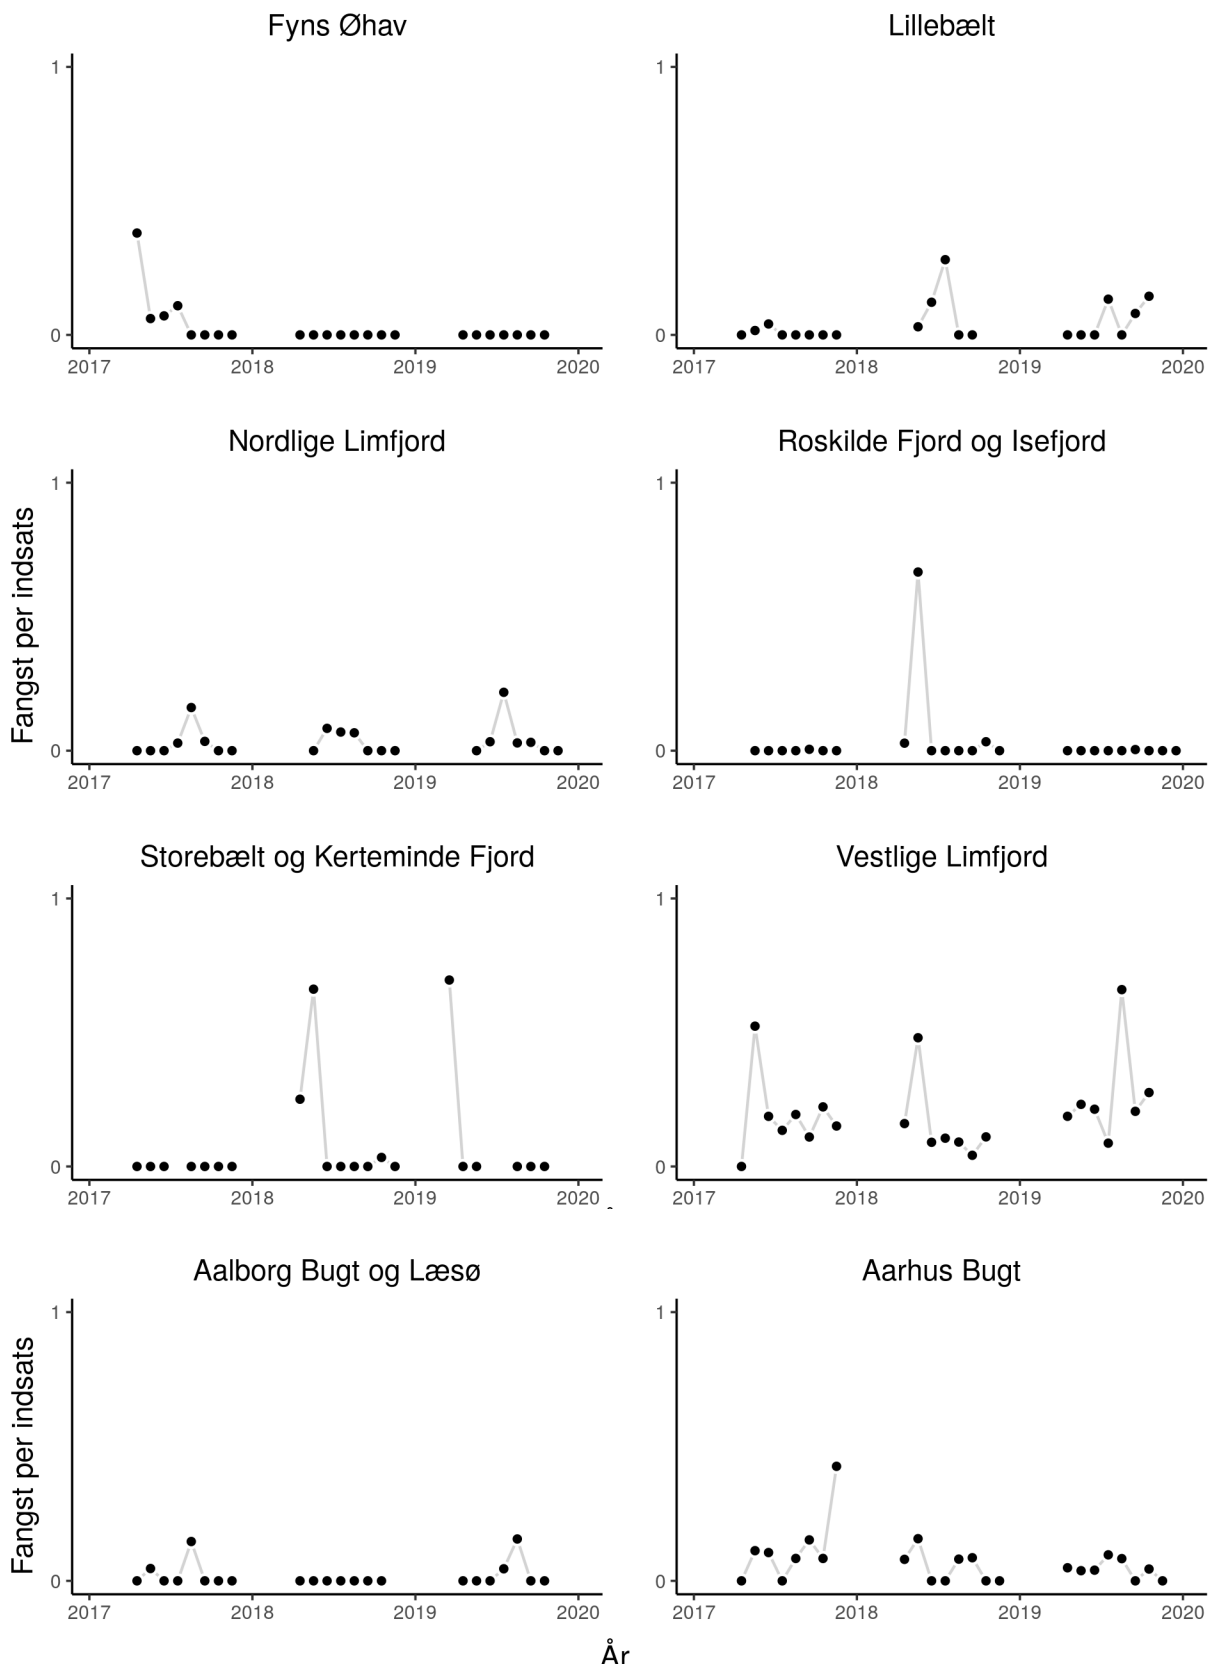 Fyns Øhav
Lillebælt
1
0
2017 2018 2019 2020
1
0
2017 2018 2019 2020
Nordlige Limfjord
Roskilde Fjord og Isefjord
Fangst per indsats
1
0
2017 2018 2019 2020
1
0
2017 2018 2019 2020
Storebælt og Kerteminde Fjord
Vestlige Limfjord
1
0
2017 2018 2019 2020
1
0
2017 2018 2019 2020
Aalborg Bugt og Læsø
Aarhus Bugt
Fangst per indsats
1
0
2017 2018 2019 2020
1
0
2017 2018 2019 2020
År